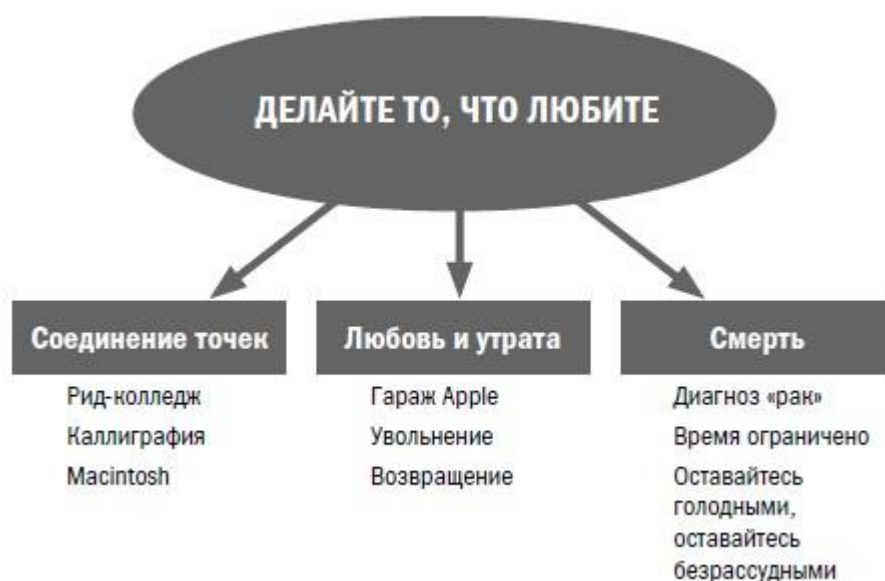 ДЕЛАЙТЕ ТО, ЧТО ЛЮБИТЕ
Соединение точек
Рид-колледж
Каллиграфия
Macintosh
Любовь и утрата
Гараж Apple
Увольнение
Возвращение
Смерть
Диагноз «рак»
Время ограничено
Оставайтесь
голодными,
оставайтесь
безрассудными